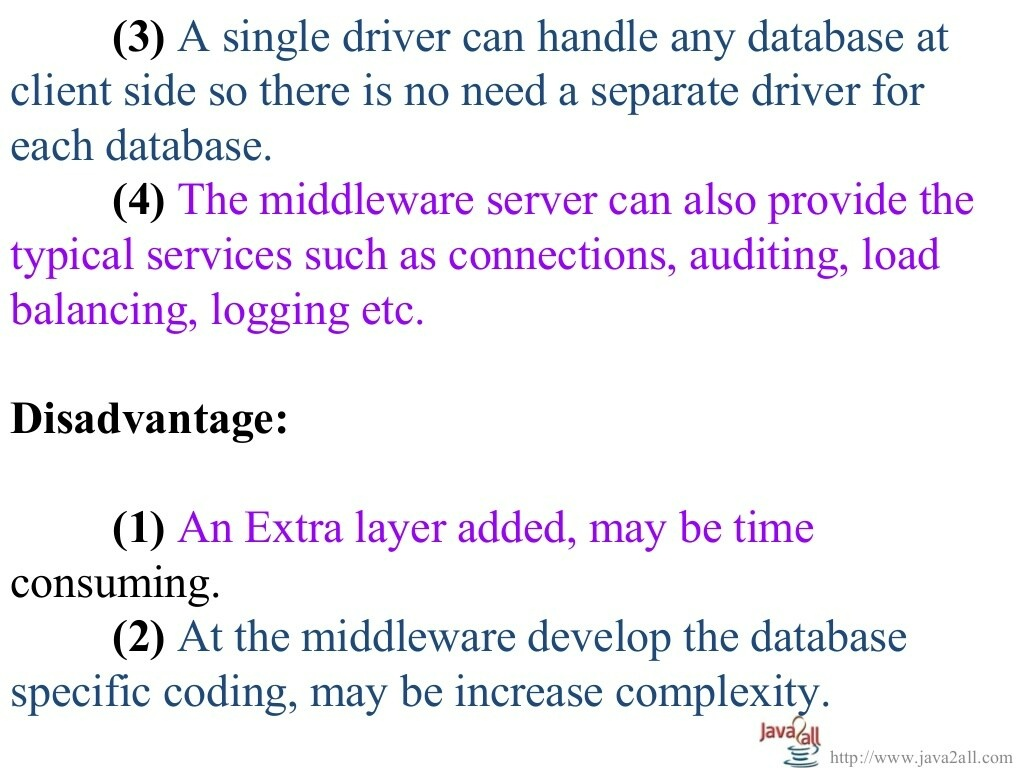 (3) A single driver can handle any database at
client side so there is no need a separate driver for
each database.
(4) The middleware server can also provide the
typical services such as connections, auditing, load
balancing, logging etc.
Disadvantage:
(1) An Extra layer added, may be time
consuming.
(2) At the middleware develop the database
specific coding, may be increase complexity.
Java2all
http://www.java2all.com